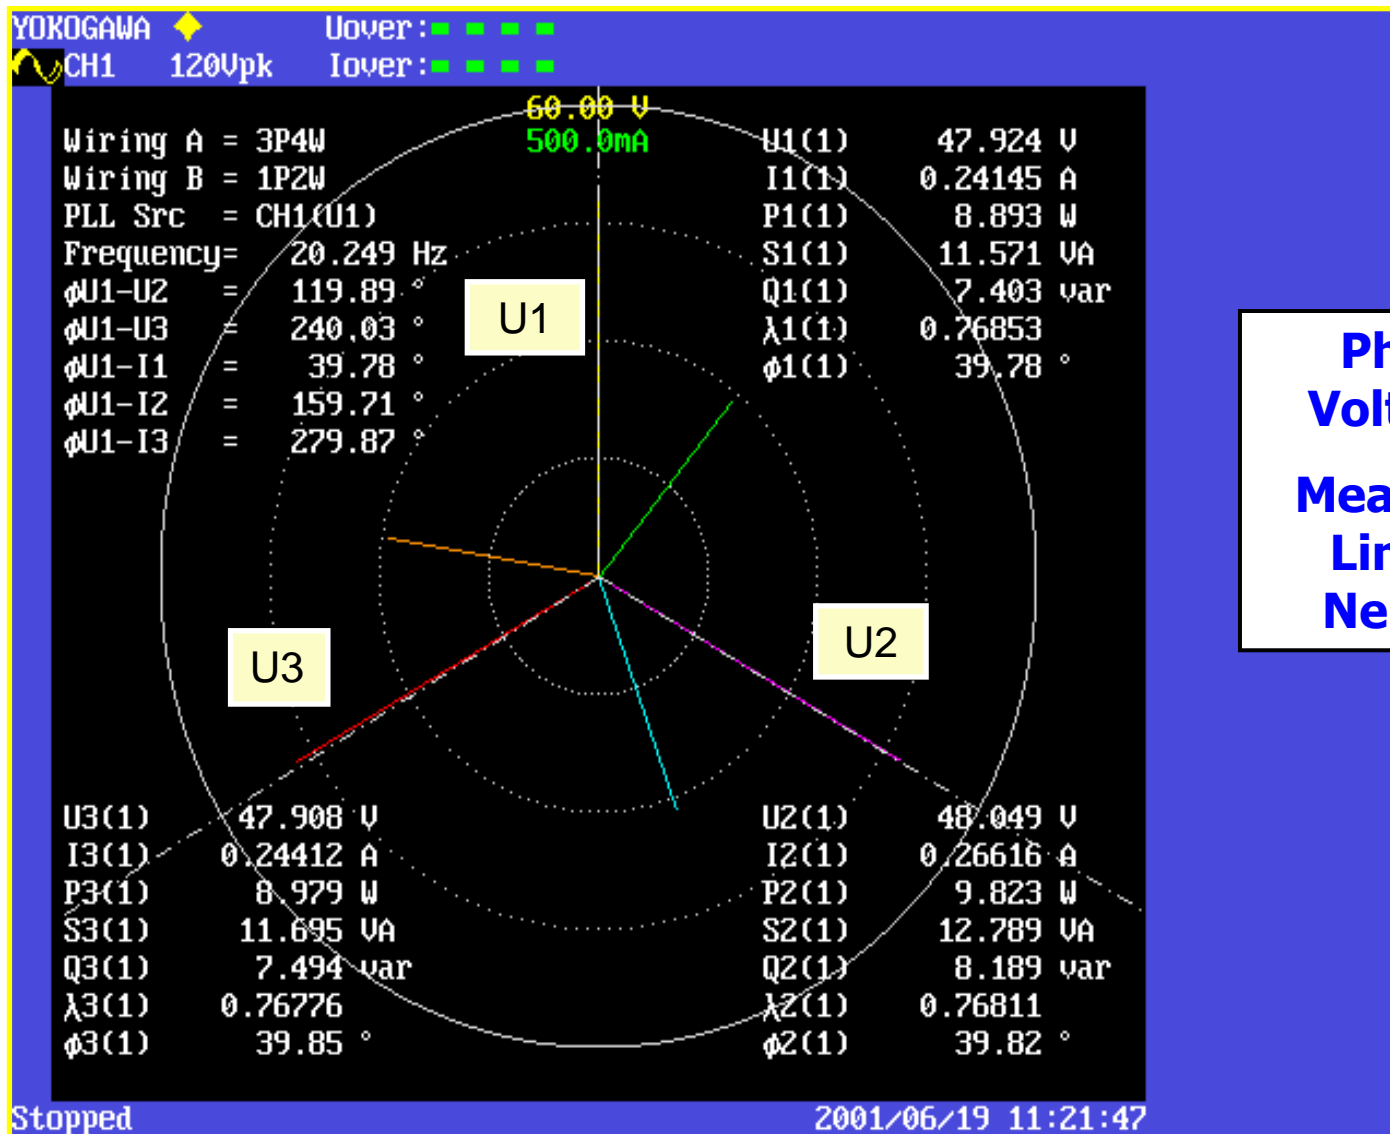 YOKOGAWA Uover:
CH1 120Vpk Iover:
60.00 V
500.0mA
Wiring A = 3P4W
Wiring B = 1P2W
PLL Src = CH1(U1)
Frequency= 20.249 Hz
φU1-U2 = 119.89 °
φU1-U3 = 240.03 °
φU1-I1 = 39.78 °
φU1-I2 = 159.71 °
φU1-I3 = 279.87 °
U1(1) 47.924 V
I1(1) 0.24145 A
P1(1) 8.893 W
S1(1) 11.571 VA
Q1(1) 7.403 var
λ1(1) 0.76853
φ1(1) 39.78 °
U1
U2
U3
U3(1) 47.908 V
I3(1) 0.24412 A
P3(1) 8.979 W
S3(1) 11.695 VA
Q3(1) 7.494 var
λ3(1) 0.76776
φ3(1) 39.85 °
U2(1) 48.049 V
I2(1) 0.26616 A
P2(1) 9.823 W
S2(1) 12.789 VA
Q2(1) 8.189 var
λ2(1) 0.76811
φ2(1) 39.82 °
Stopped 2001/06/19 11:21:47